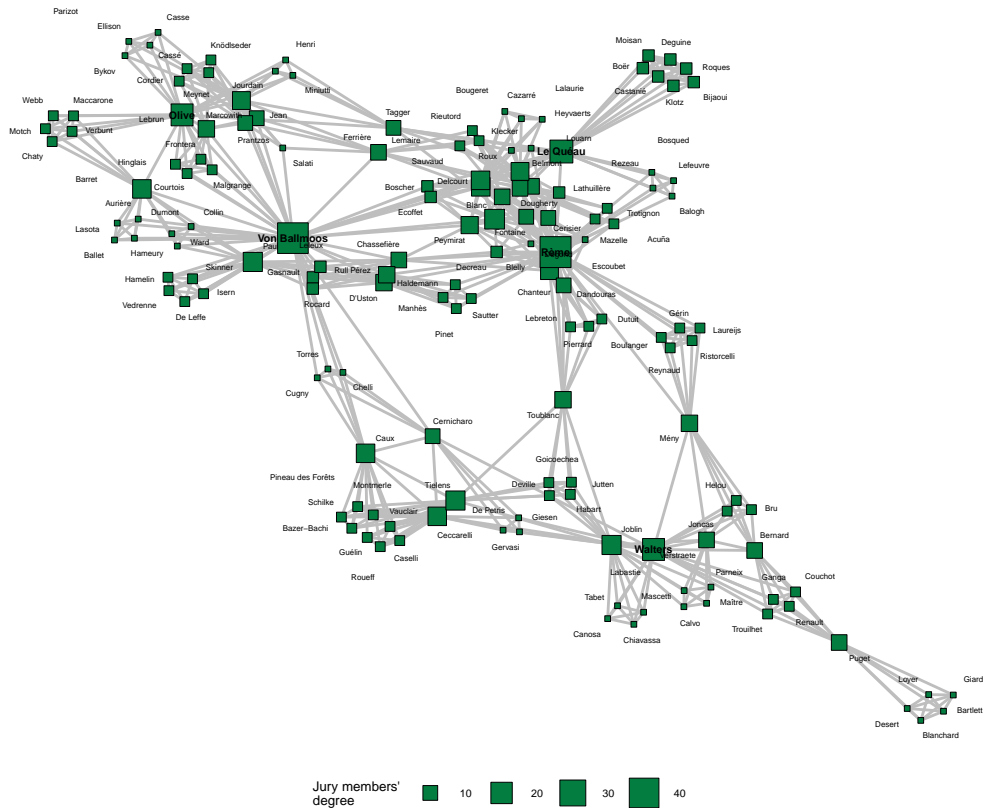 Parizot
Casse
Ellison
Knödlseder
Henri
Moisan
Deguine
Cassé
Boër
Roques
Bykov
Cordier
Jourdain
Miniutti
Lalaurie
Castanié
Bijaoui
Webb
Maccarone
Meynet
Bougeret
Cazarré
Klotz
Olive
Marcowith
Jean
Tagger
Rieutord
Heyvaerts
Lebrun
Motch
Verbunt
Klecker
Louarn
Bosqued
Frontera
Prantzos
Ferrière
Lemaire
Le Quéau
Chaty
Hinglais
Salati
Sauvaud
Roux
Belmont
Rezeau
Lefeuvre
Barret
Courtois
Malgrange
Boscher
Delcourt
Lathuillère
Aurière
Dumont
Collin
Ecoffet
Blanc
Dougherty
Trotignon
Balogh
Lasota
Ward
Von Ballmoos
Leleux
Chassefière
Peymirat
Fontaine
Cerisier
Mazelle
Acuña
Ballet
Hameury
Paul
Rème
Skinner
Gasnault
Rull Pérez
Decreau
Blelly
Escoubet
Hamelin
Isern
Haldemann
Chanteur
Dandouras
Vedrenne
De Leffe
Rocard
D'Uston
Manhès
Sautter
Lebreton
Dutuit
Gérin
Laureijs
Pinet
Pierrard
Boulanger
Ristorcelli
Torres
Reynaud
Cugny
Chelli
Cernicharo
Toublanc
Mény
Caux
Goicoechea
Pineau des Forêts
Montmerle
Tielens
Deville
Jutten
Helou
Schilke
Habart
Bru
Bazer−Bachi
Vauclair
De Petris
Giesen
Joblin
Joncas
Bernard
Guélin
Caselli
Ceccarelli
Gervasi
Walters
Verstraete
Roueff
Labastie
Parneix
Ganga
Couchot
Tabet
Mascetti
Maître
Canosa
Chiavassa
Calvo
Trouilhet
Renault
Puget
Loyer
Giard
Bartlett
Desert
Blanchard
Jury members'
degree
10 20 30 40